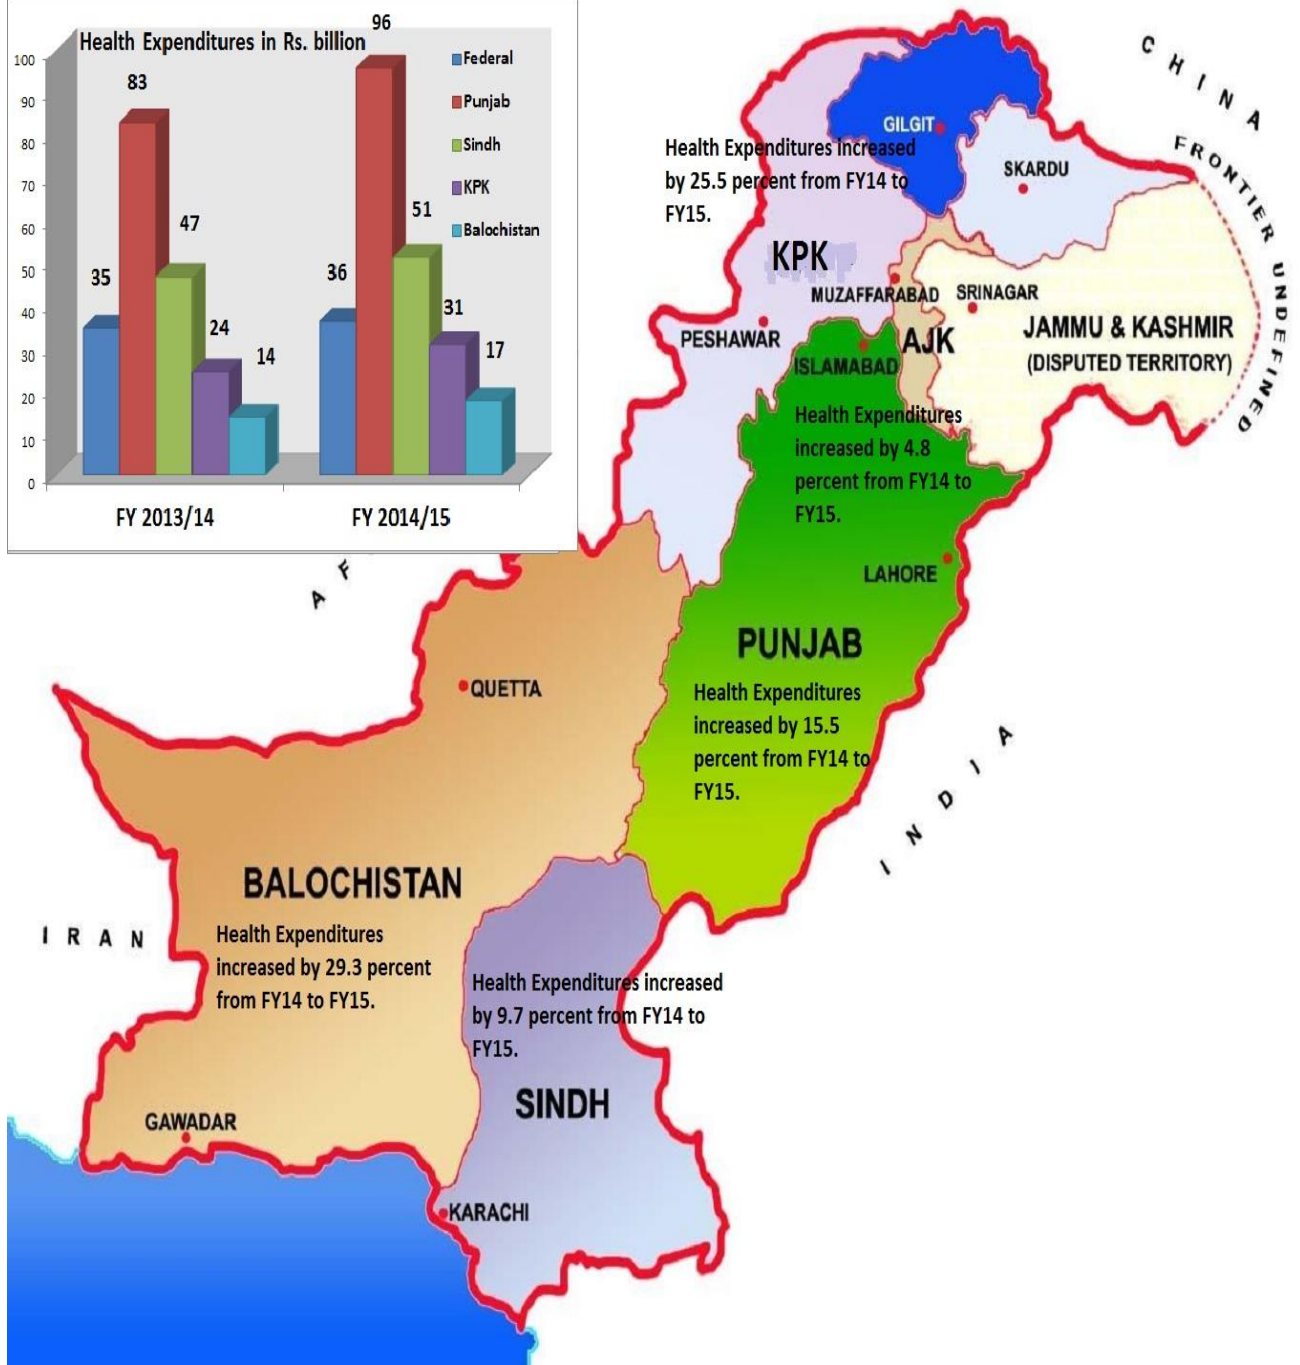 Health Expenditures in Rs. billion
100
90
80
70
60
50
40
30
20
10
0
35
83
47
24
14
36
96
51
31
17
FY 2013/14
FY 2014/15
Federal
Punjab
Sindh
KPK
Balochistan
CHINA
FRONTIER UNDEFINED
GILGIT
SKARDU
Health Expenditures increased
by 25.5 percent from FY14 to
FY15.
KPK
MUZAFFARABAD
SRINAGAR
PESHAWAR
AJK
JAMMU & KASHMIR
(DISPUTED TERRITORY)
ISLAMABAD
Health Expenditures
increased by 4.8
percent from FY14 to
FY15.
A F
LAHORE
PUNJAB
QUETTA
Health Expenditures
increased by 15.5
percent from FY14 to
FY15.
INDIA
BALOCHISTAN
IRAN
Health Expenditures
increased by 29.3 percent
from FY14 to FY15.
Health Expenditures increased
by 9.7 percent from FY14 to
FY15.
SINDH
GAWADAR
KARACHI